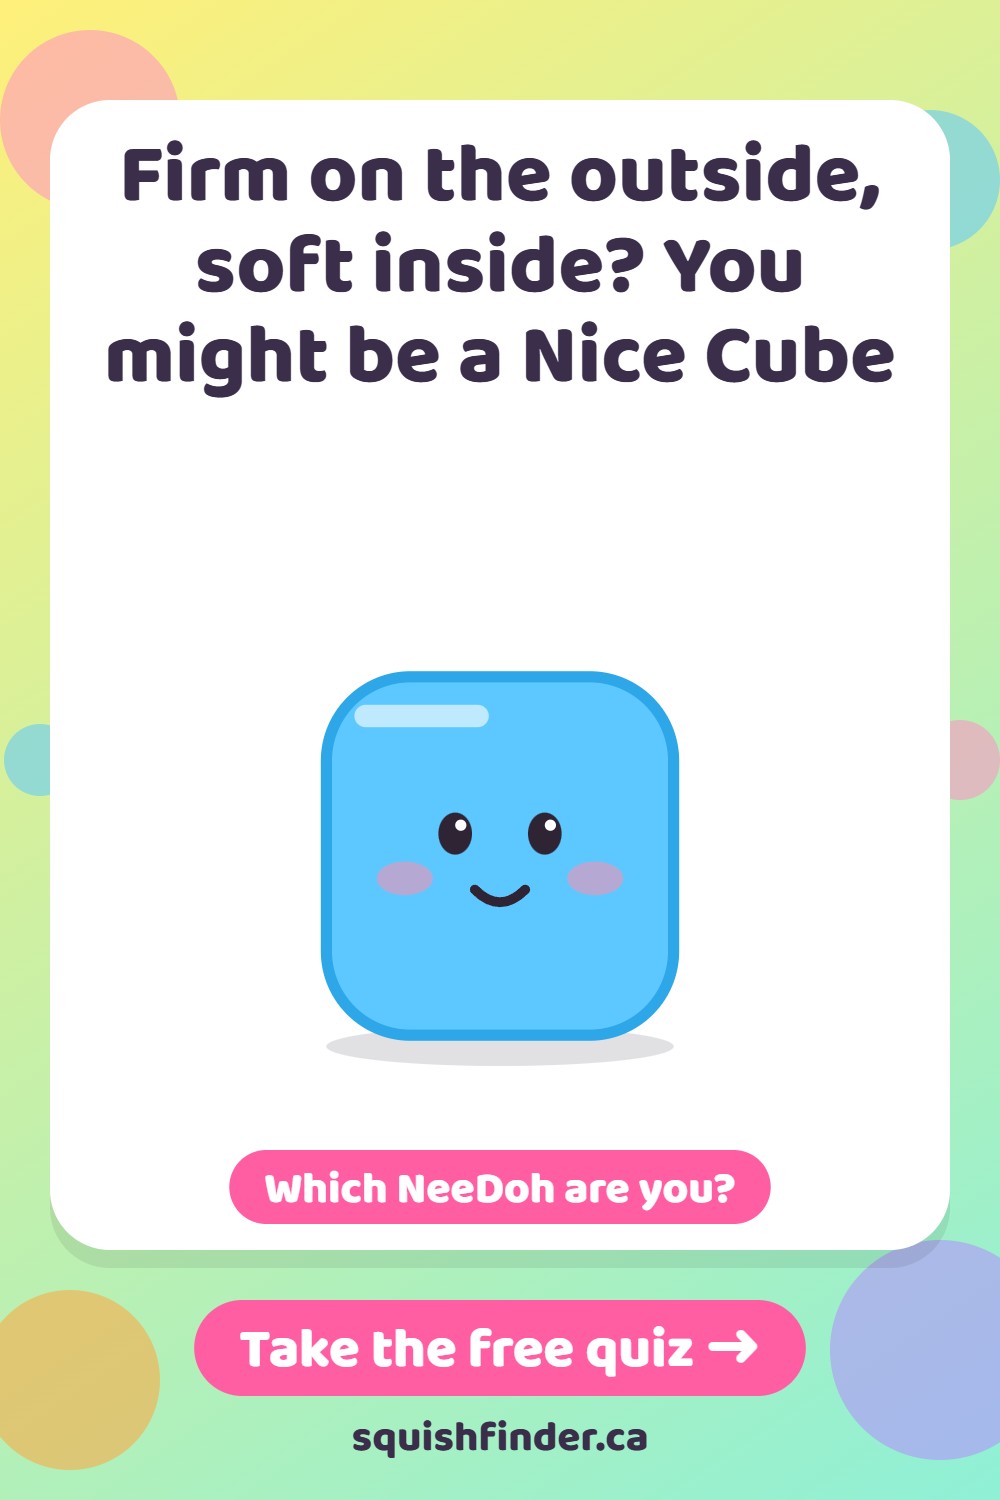 Firm on the outside,
soft inside? You
might be a Nice Cube
Which NeeDoh are you?
Take the free quiz →
squishfinder.ca